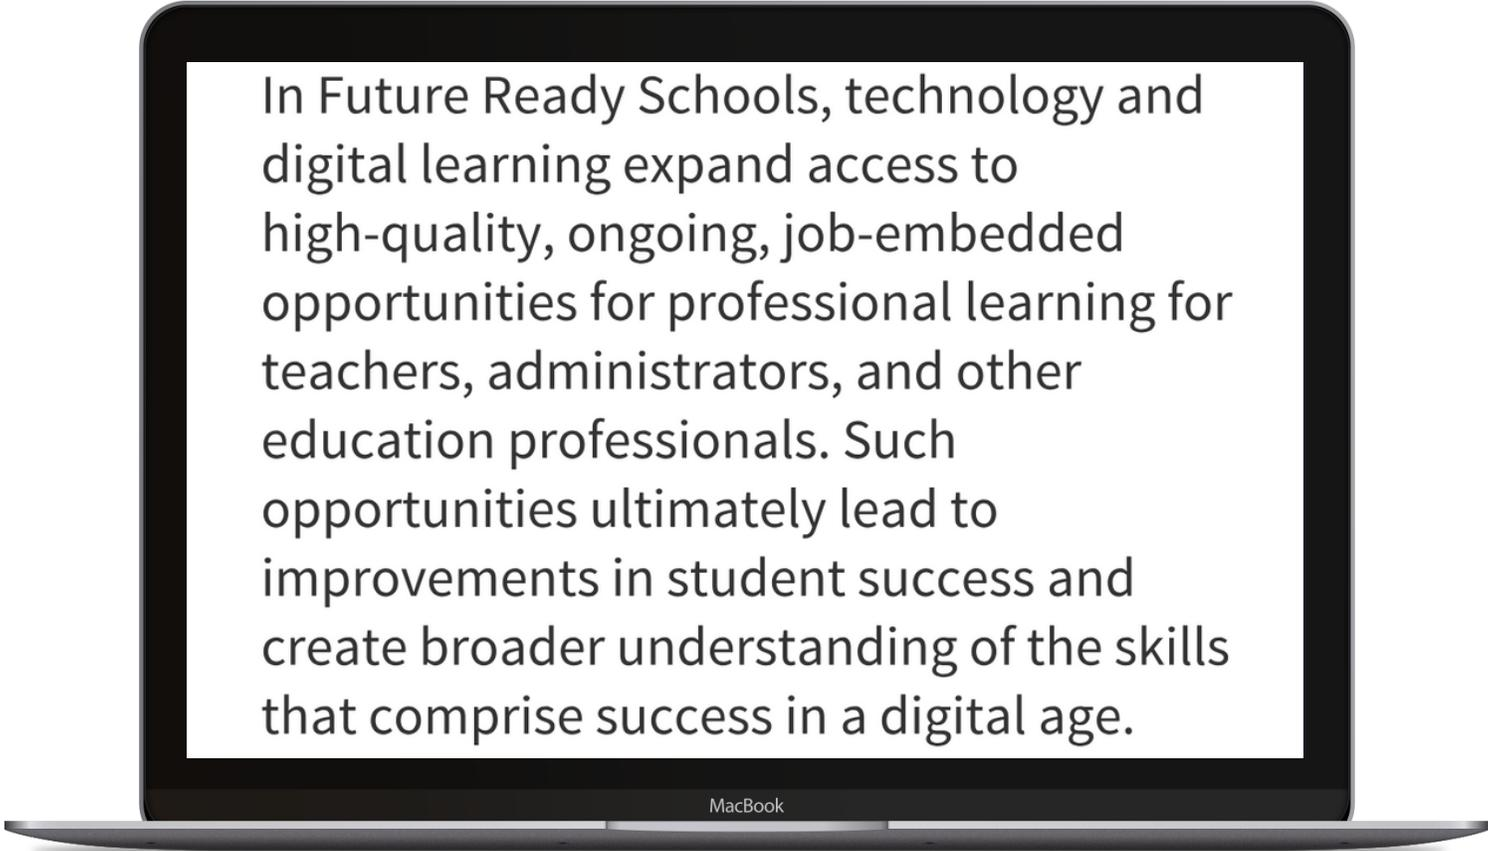 In Future Ready Schools, technology and
digital learning expand access to
high-quality, ongoing, job-embedded
opportunities for professional learning for
teachers, administrators, and other
education professionals. Such
opportunities ultimately lead to
improvements in student success and
create broader understanding of the skills
that comprise success in a digital age.
MacBook